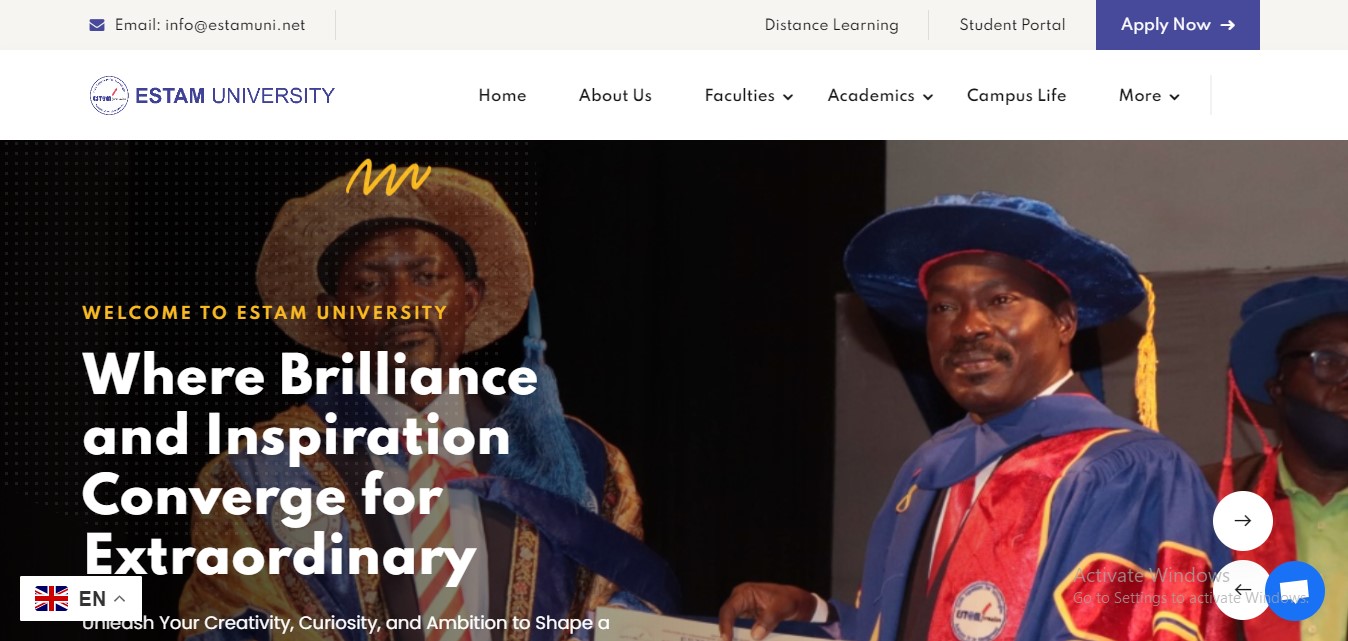 Email: info@estamuni.net
Distance Learning
Student Portal
Apply Now
ESTAM UNIVERSITY
Home
About Us
Faculties
Academics
Campus Life
More
WELCOME TO ESTAM UNIVERSITY
Where Brilliance
and Inspiration
Converge for
Extraordinary
Unleash Your Creativity, Curiosity, and Ambition to Shape a
EN
Activate Windows
Go to Settings to activate Windows.